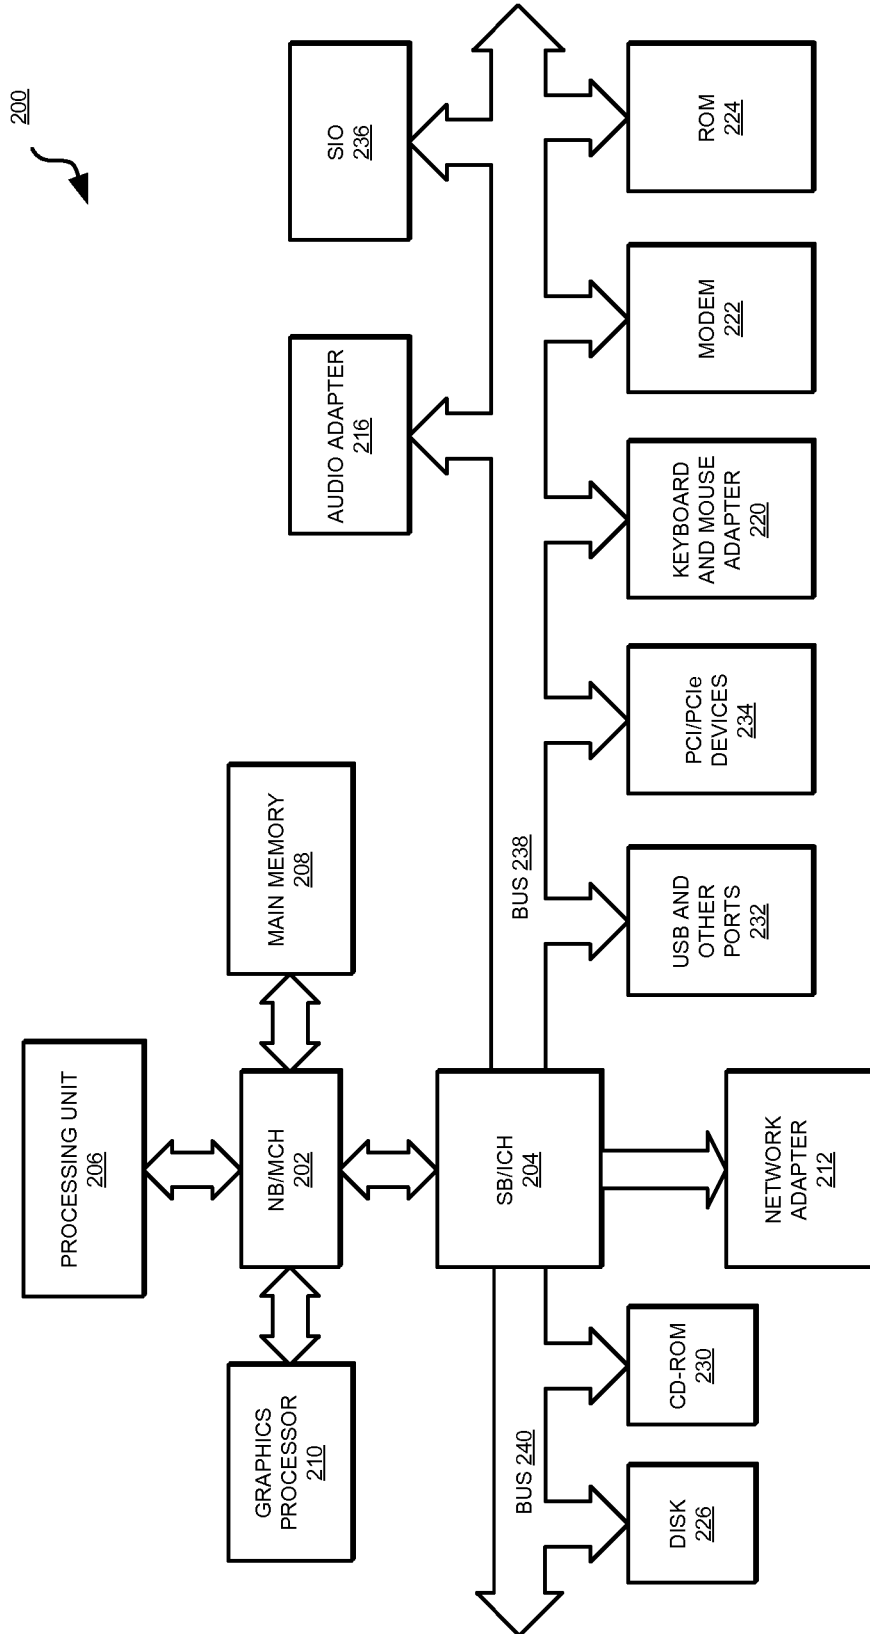 200
PROCESSING UNIT
206
GRAPHICS
PROCESSOR
210
NB/MCH
202
MAIN MEMORY
208
AUDIO ADAPTER
216
SIO
236
SB/ICH
204
BUS 240
BUS 238
DISK
226
CD-ROM
230
NETWORK
ADAPTER
212
USB AND
OTHER
PORTS
232
PCI/PCIe
DEVICES
234
KEYBOARD
AND MOUSE
ADAPTER
220
MODEM
222
ROM
224